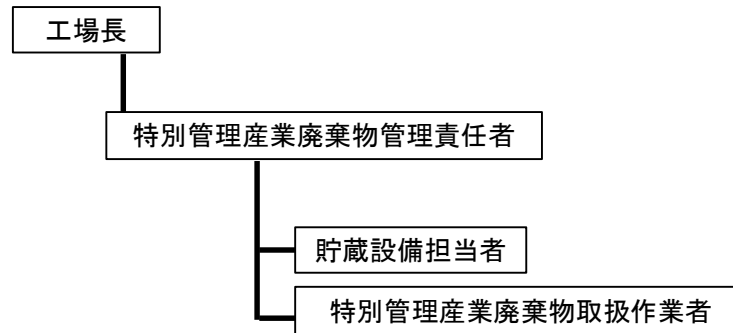 工場長
特別管理産業廃棄物管理責任者
貯蔵設備担当者
特別管理産業廃棄物取扱作業者